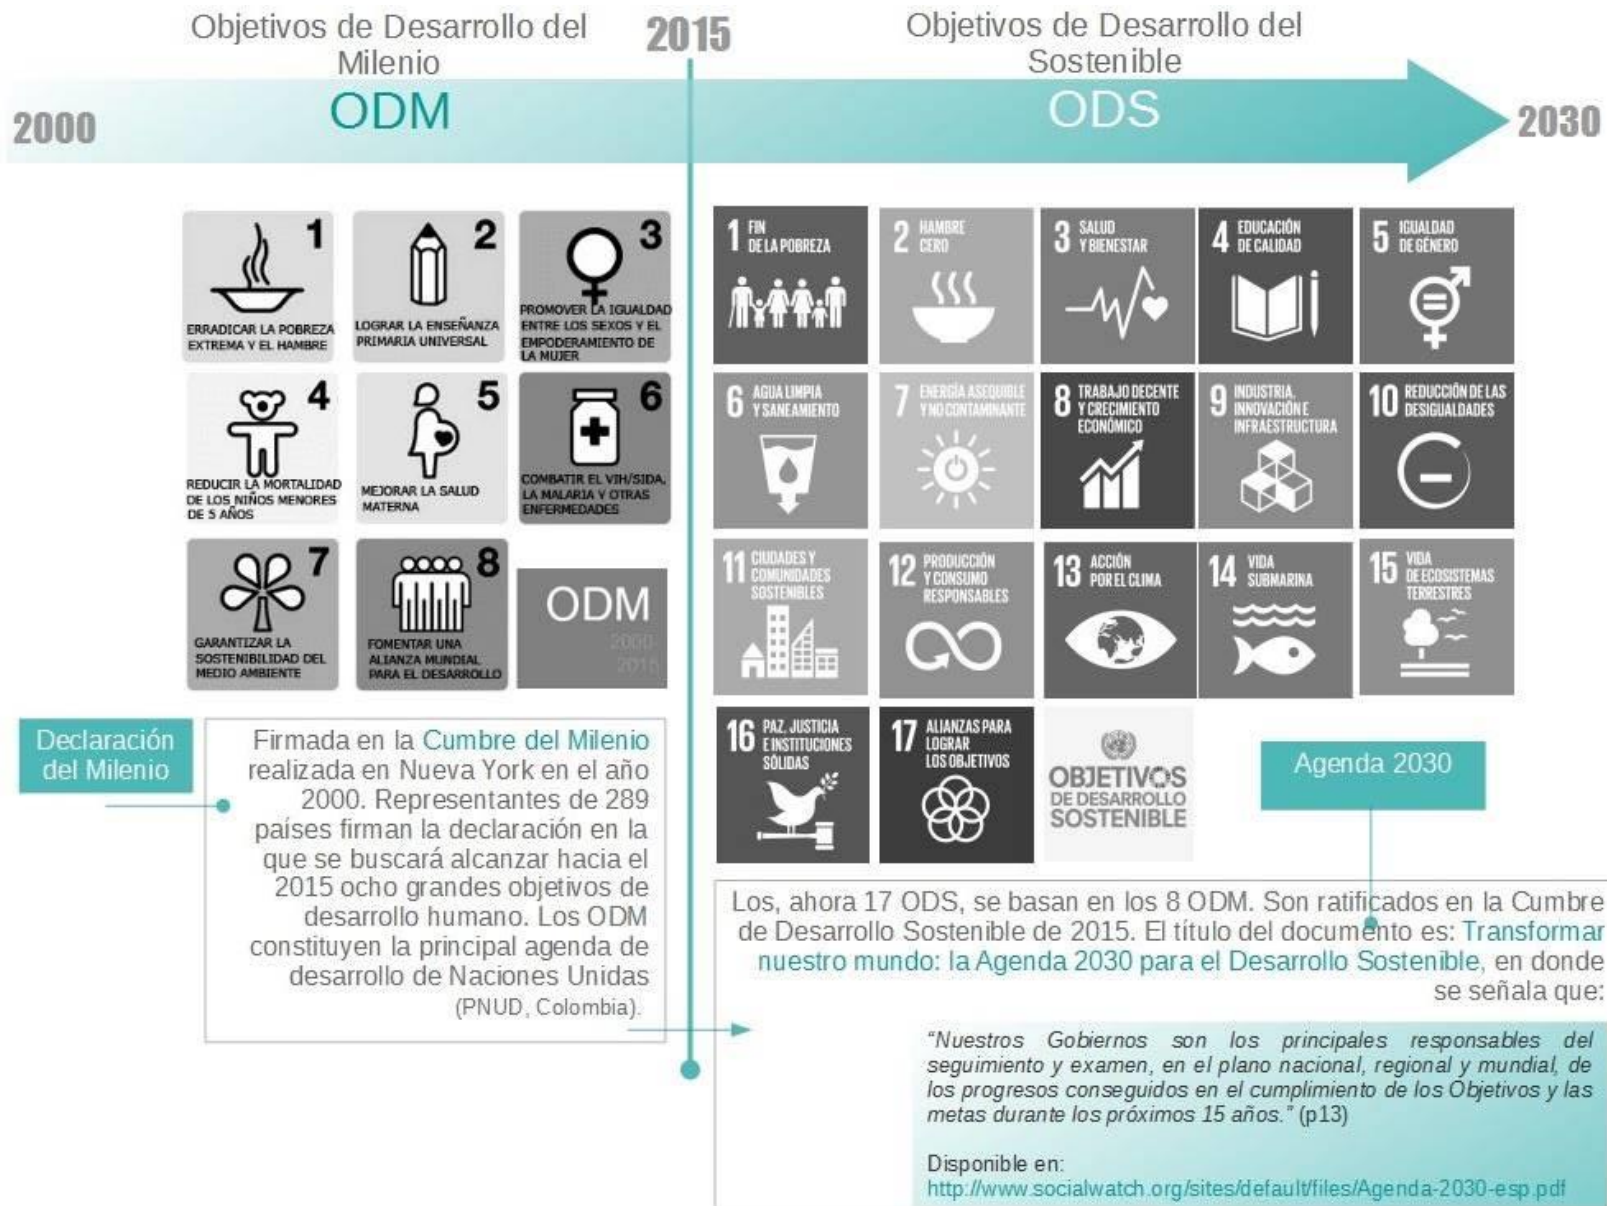 Objetivos de Desarrollo del
Milenio
ODM
2000
2015
Objetivos de Desarrollo del
Sostenible
ODS
2030
1
ERRADICAR LA POBREZA
EXTREMA Y EL HAMBRE
2
LOGRAR LA ENSEÑANZA
PRIMARIA UNIVERSAL
3
PROMOVER LA IGUALDAD
ENTRE LOS SEXOS Y EL
EMPODERAMIENTO DE
LA MUJER
4
REDUCIR LA MORTALIDAD
DE LOS NIÑOS MENORES
DE 5 AÑOS
5
MEJORAR LA SALUD
MATERNA
6
COMBATIR EL VIH/SIDA,
LA MALARIA Y OTRAS
ENFERMEDADES
7
GARANTIZAR LA
SOSTENIBILIDAD DEL
MEDIO AMBIENTE
8
FOMENTAR UNA
ALIANZA MUNDIAL
PARA EL DESARROLLO
ODM
2000-
2015
1 FIN
DE LA POBREZA
2 HAMBRE
CERO
3 SALUD
Y BIENESTAR
4 EDUCACIÓN
DE CALIDAD
5 IGUALDAD
DE GÉNERO
6 AGUA LIMPIA
Y SANEAMIENTO
7 ENERGÍA ASEQUIBLE
Y NO CONTAMINANTE
8 TRABAJO DECENTE
Y CRECIMIENTO
ECONÓMICO
9 INDUSTRIA,
INNOVACIÓN E
INFRAESTRUCTURA
10 REDUCCIÓN DE LAS
DESIGUALDADES
11 CIUDADES Y
COMUNIDADES
SOSTENIBLES
12 PRODUCCIÓN
Y CONSUMO
RESPONSABLES
13 ACCIÓN
POR EL CLIMA
14 VIDA
SUBMARINA
15 VIDA
DE ECOSISTEMAS
TERRESTRES
16 PAZ, JUSTICIA
E INSTITUCIONES
SÓLIDAS
17 ALIANZAS PARA
LOGRAR
LOS OBJETIVOS
OBJETIVOS
DE DESARROLLO
SOSTENIBLE
Declaración
del Milenio
Firmada en la Cumbre del Milenio
realizada en Nueva York en el año
2000. Representantes de 289
países firman la declaración en la
que se buscará alcanzar hacia el
2015 ocho grandes objetivos de
desarrollo humano. Los ODM
constituyen la principal agenda de
desarrollo de Naciones Unidas
(PNUD, Colombia).
Agenda 2030
Los, ahora 17 ODS, se basan en los 8 ODM. Son ratificados en la Cumbre
de Desarrollo Sostenible de 2015. El título del documento es: Transformar
nuestro mundo: la Agenda 2030 para el Desarrollo Sostenible, en donde
se señala que:
“Nuestros Gobiernos son los principales responsables del
seguimiento y examen, en el plano nacional, regional y mundial, de
los progresos conseguidos en el cumplimiento de los Objetivos y las
metas durante los próximos 15 años.” (p13)
Disponible en:
http://www.socialwatch.org/sites/default/files/Agenda-2030-esp.pdf